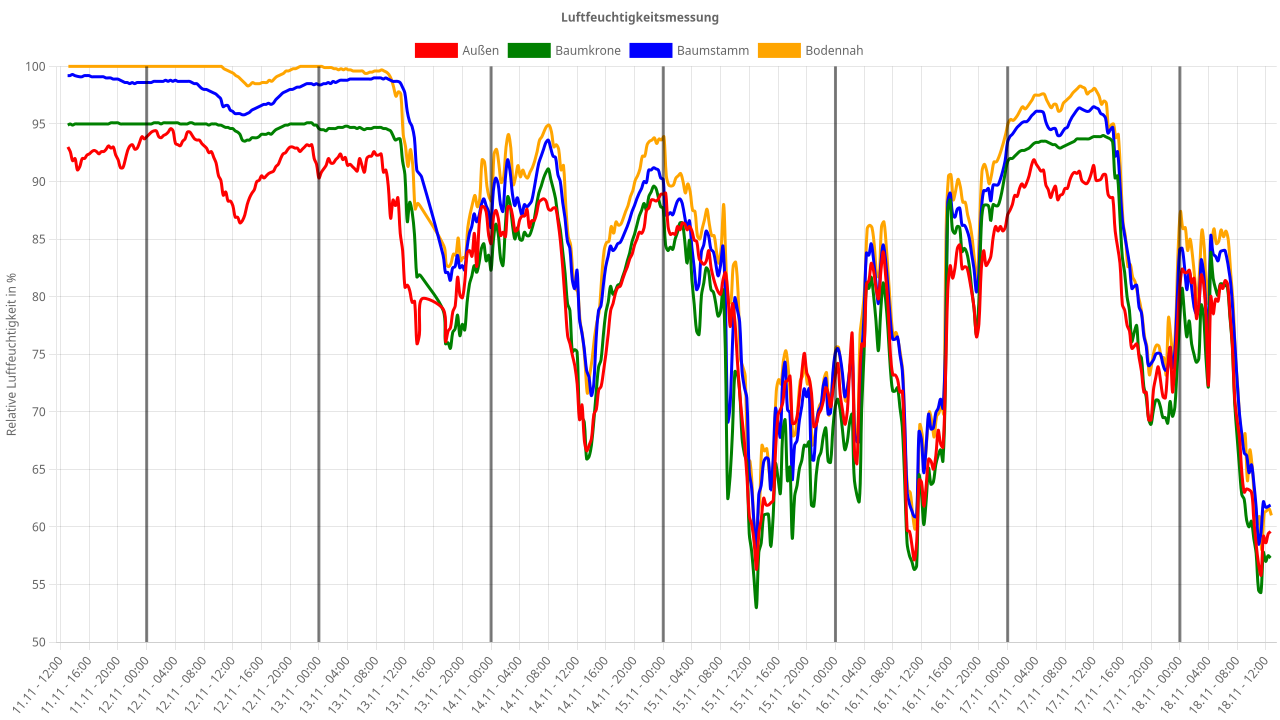 Luftfeuchtigkeitsmessung
Außen Baumkrone Baumstamm Bodennah
Relative Luftfeuchtigkeit in %
100
95
90
85
80
75
70
65
60
55
50
11.11 - 12:00
11.11 - 16:00
11.11 - 20:00
12.11 - 00:00
12.11 - 04:00
12.11 - 08:00
12.11 - 12:00
12.11 - 16:00
12.11 - 20:00
13.11 - 00:00
13.11 - 04:00
13.11 - 08:00
13.11 - 12:00
13.11 - 16:00
13.11 - 20:00
14.11 - 00:00
14.11 - 04:00
14.11 - 08:00
14.11 - 12:00
14.11 - 16:00
14.11 - 20:00
15.11 - 00:00
15.11 - 04:00
15.11 - 08:00
15.11 - 12:00
15.11 - 16:00
15.11 - 20:00
16.11 - 00:00
16.11 - 04:00
16.11 - 08:00
16.11 - 12:00
16.11 - 16:00
16.11 - 20:00
17.11 - 00:00
17.11 - 04:00
17.11 - 08:00
17.11 - 12:00
17.11 - 16:00
17.11 - 20:00
18.11 - 00:00
18.11 - 04:00
18.11 - 08:00
18.11 - 12:00